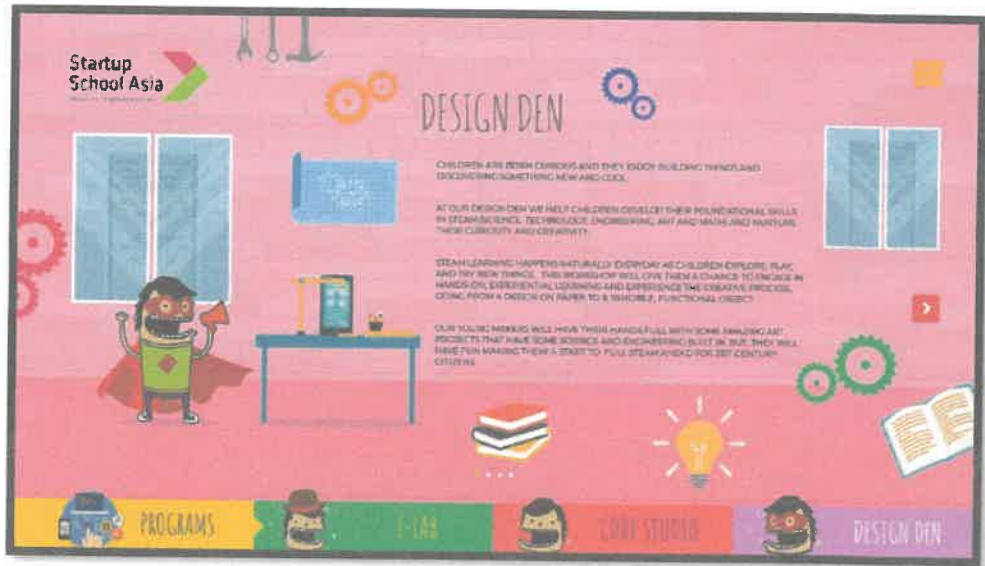 Startup
School Asia
DESIGN DEN
CHILDREN ARE BORN CURIOUS AND THEY ENJOY BUILDING THINGS AND
DISCOVERING SOMETHING NEW AND COOL.
AT OUR DESIGN DEN WE HELP CHILDREN DEVELOP THEIR FOUNDATIONAL SKILLS
IN STEAM(SCIENCE, TECHNOLOGY, ENGINEERING, ART AND MATH) AND NURTURE
THEIR CURIOSITY AND CREATIVITY.
STEAM LEARNING HAPPENS NATURALLY EVERYDAY AS CHILDREN EXPLORE, PLAY,
AND TRY NEW THINGS. THIS WORKSHOP WILL GIVE THEM A CHANCE TO ENGAGE IN
HANDS-ON, EXPERIENTIAL LEARNING AND EXPERIENCE THE CREATIVE PROCESS,
GOING FROM A DESIGN ON PAPER TO A TANGIBLE, FUNCTIONAL OBJECT.
OUR YOUNG MAKERS WILL HAVE THEIR HANDS FULL WITH SOME AMAZING ART
PROJECTS THAT HAVE SOME SCIENCE AND ENGINEERING BUILT IN. BUT, THEY WILL
HAVE FUN MAKING THEM! A START TO FULL STEAM AHEAD FOR 21ST CENTURY
CITIZENS
PROGRAMS
E-LAB
CODE STUDIO
DESIGN DEN